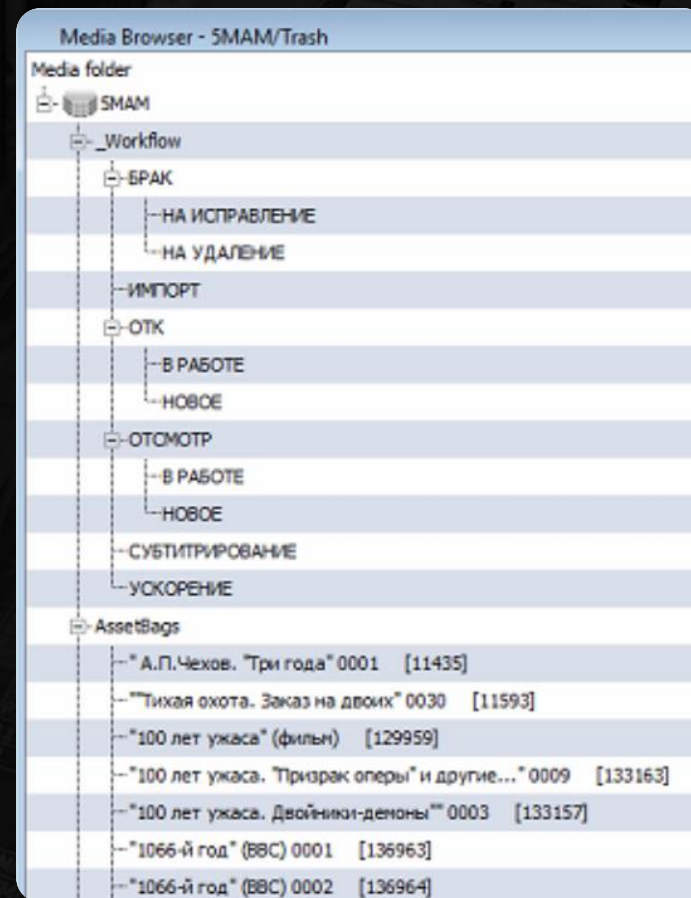 Media Browser - 5MAM/Trash
Media folder
5MAM
_Workflow
БРАК
НА ИСПРАВЛЕНИЕ
НА УДАЛЕНИЕ
ИМПОРТ
ОТК
В РАБОТЕ
НОВОЕ
ОТСМОТР
В РАБОТЕ
НОВОЕ
СУБТИТРИРОВАНИЕ
УСКОРЕНИЕ
AssetBags
" А.П.Чехов. "Три года" 0001 [11435]
""Тихая охота. Заказ на двоих" 0030 [11593]
"100 лет ужаса" (фильм) [129959]
"100 лет ужаса. "Призрак оперы" и другие..." 0009 [133163]
"100 лет ужаса. Двойники-демоны"" 0003 [133157]
"1066-й год" (BBC) 0001 [136963]
"1066-й год" (BBC) 0002 [136964]